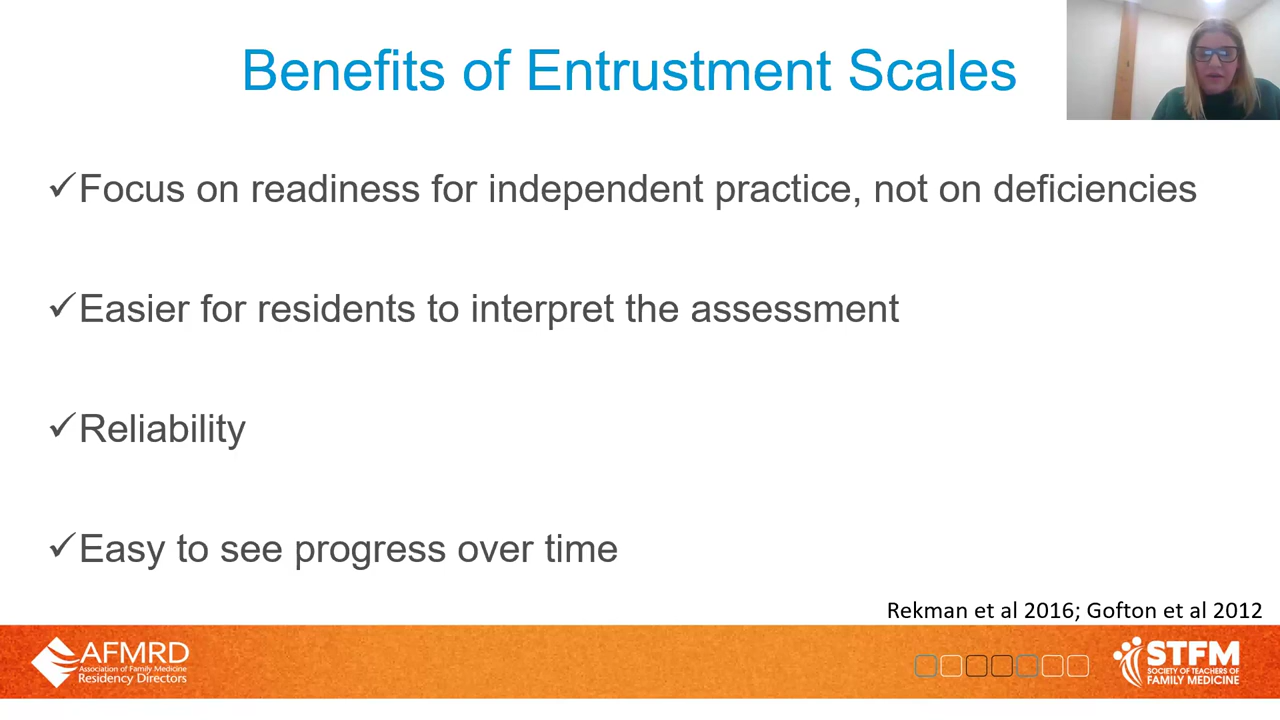 Benefits of Entrustment Scales
✓Focus on readiness for independent practice, not on deficiencies
✓Easier for residents to interpret the assessment
✓Reliability
✓Easy to see progress over time
Rekman et al 2016; Gofton et al 2012
AFMRD
Association of Family Medicine
Residency Directors
STFM
SOCIETY OF TEACHERS OF
FAMILY MEDICINE